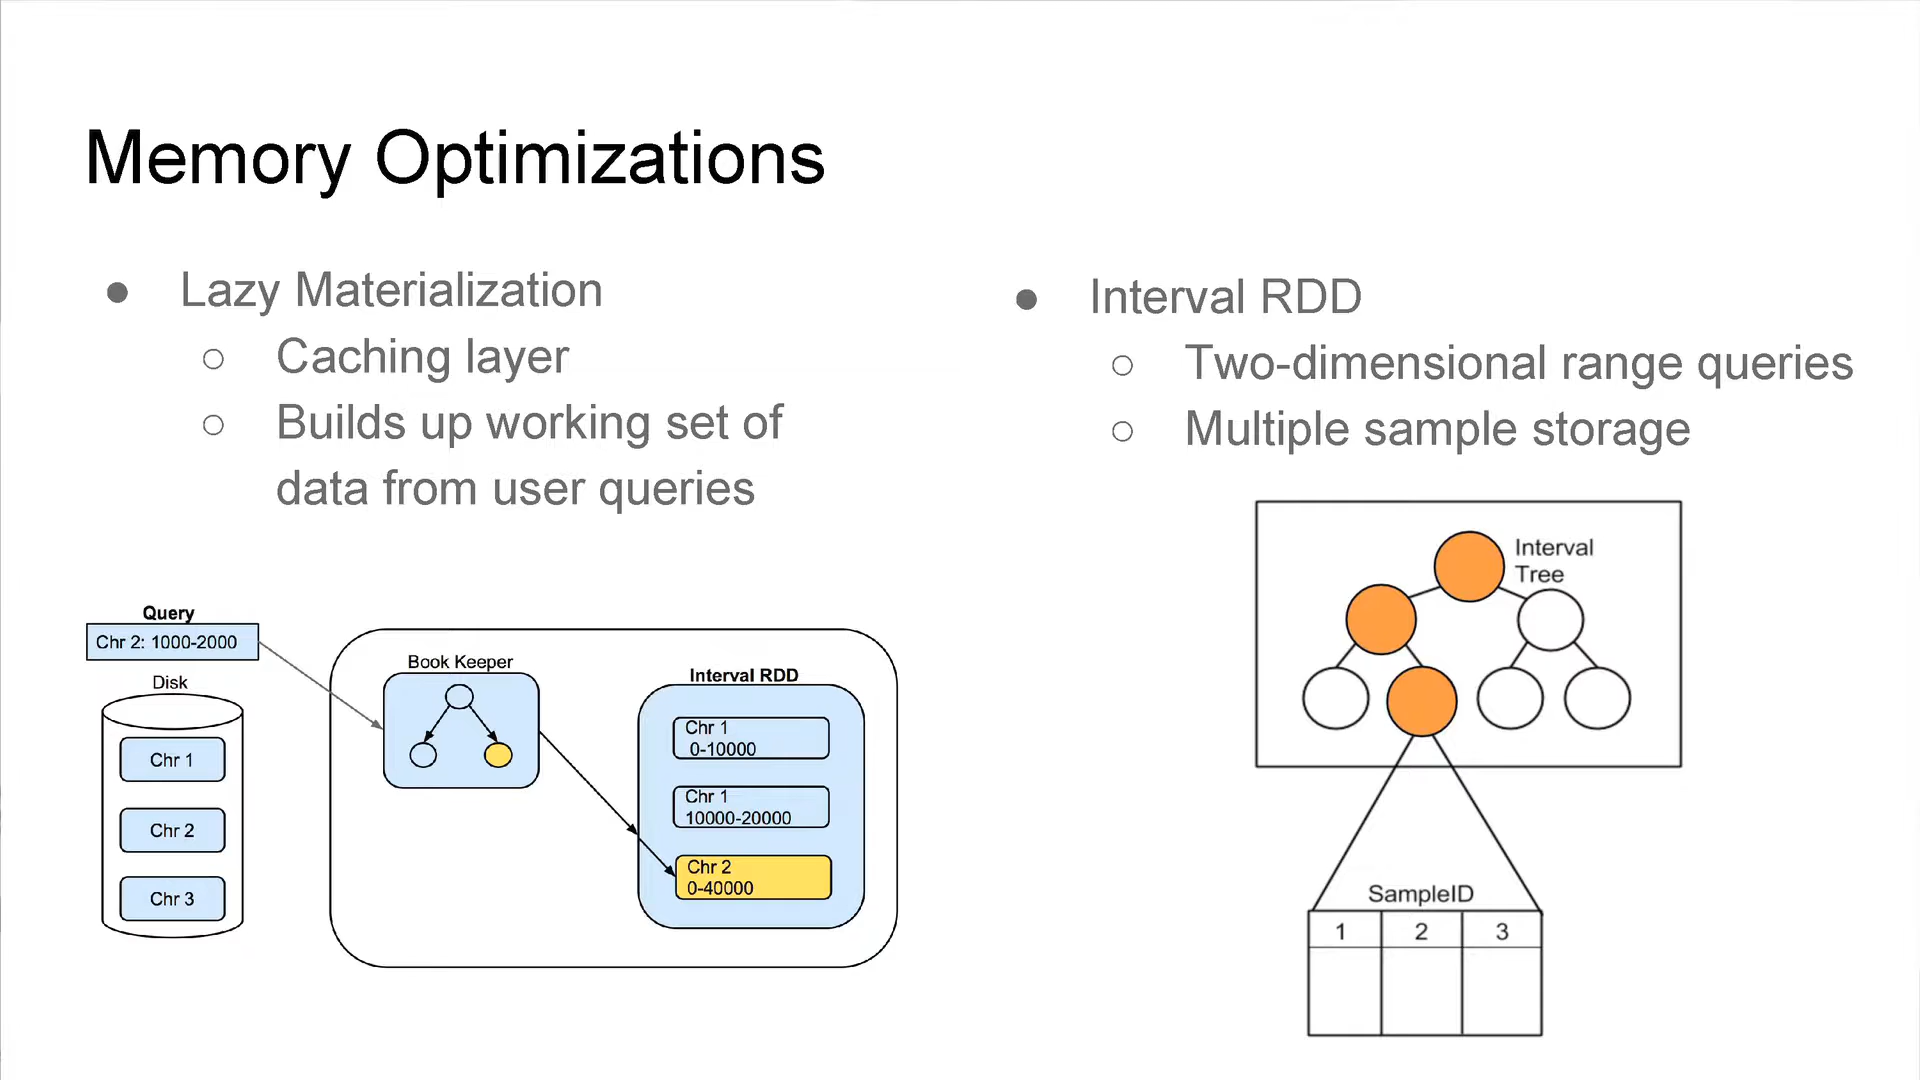 Memory Optimizations
● Lazy Materialization
○ Caching layer
○ Builds up working set of
data from user queries
● Interval RDD
○ Two-dimensional range queries
○ Multiple sample storage
Query
Chr 2: 1000-2000
Disk
Chr 1
Chr 2
Chr 3
Book Keeper
Interval RDD
Chr 1
0-10000
Chr 1
10000-20000
Chr 2
0-40000
Interval
Tree
SampleID
1 2 3